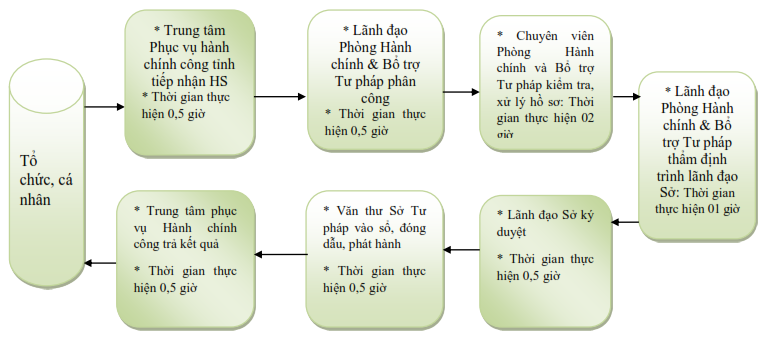 Tổ
chức, cá
nhân
* Trung tâm
Phục vụ hành
chính công tỉnh
tiếp nhận HS
* Thời gian thực
hiện 0,5 giờ
* Lãnh đạo
Phòng Hành
chính & Bổ trợ
Tư pháp phân
công
* Thời gian thực
hiện 0,5 giờ
* Chuyên viên
Phòng Hành
chính và Bổ trợ
Tư pháp kiểm tra,
xử lý hồ sơ: Thời
gian thực hiện 02
giờ
* Lãnh đạo
Phòng Hành
chính & Bổ
trợ Tư pháp
thẩm định
trình lãnh đạo
Sở: Thời gian
thực hiện 01 giờ
* Lãnh đạo Sở ký
duyệt
* Thời gian thực
hiện 0,5 giờ
* Văn thư Sở Tư
pháp vào sổ, đóng
dấu, phát hành
* Thời gian thực
hiện 0,5 giờ
* Trung tâm phục
vụ Hành chính
công trả kết quả
* Thời gian thực
hiện 0,5 giờ